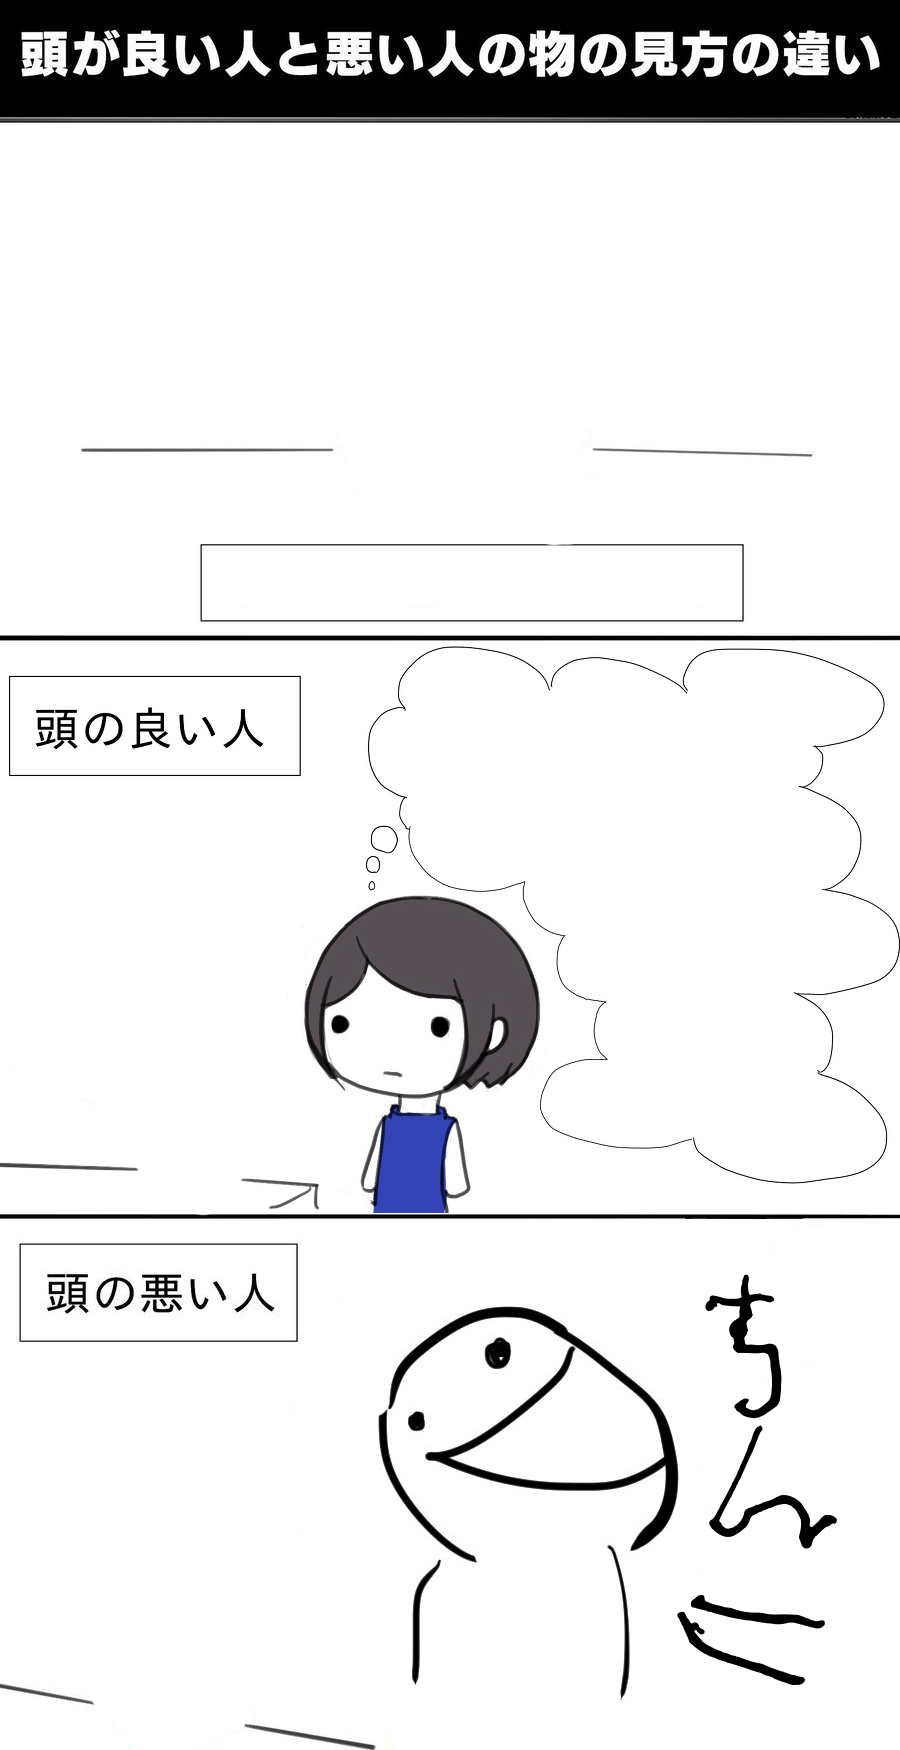 頭が良い人と悪い人の物の見方の違い
頭の良い人
頭の悪い人
ちんこ